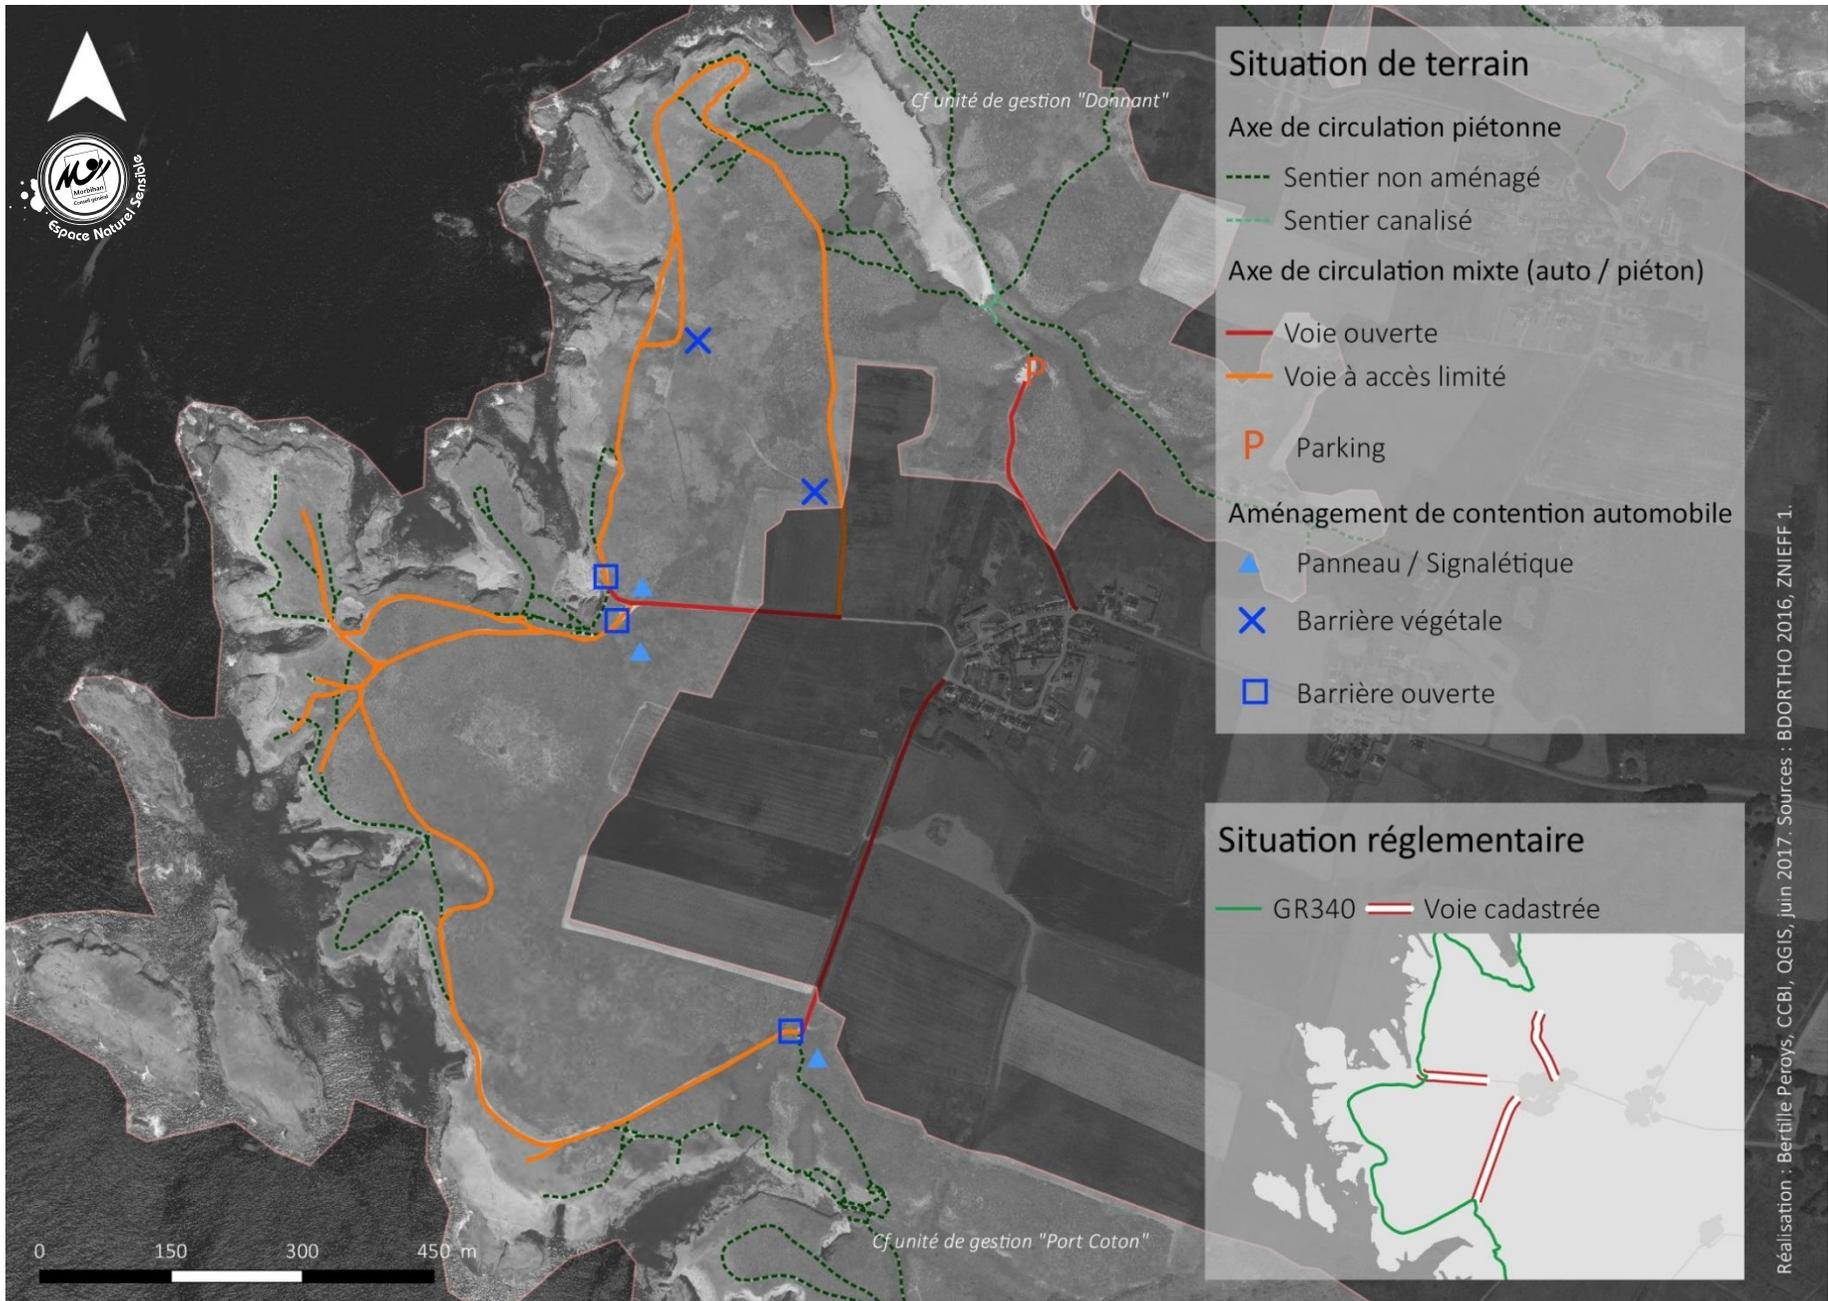 Morbihan
Conseil général
Espace Naturel Sensible
Cf unité de gestion "Donnant"
P
Situation de terrain
Axe de circulation piétonne
Sentier non aménagé
Sentier canalisé
Axe de circulation mixte (auto / piéton)
Voie ouverte
Voie à accès limité
P Parking
Aménagement de contention automobile
Panneau / Signalétique
Barrière végétale
Barrière ouverte
Situation réglementaire
GR340 Voie cadastrée
Cf unité de gestion "Port Coton"
0 150 300 450 m
Réalisation : Bertille Peroys, CCBI, QGIS, juin 2017. Sources : BDORTHO 2016, ZNIEFF 1.